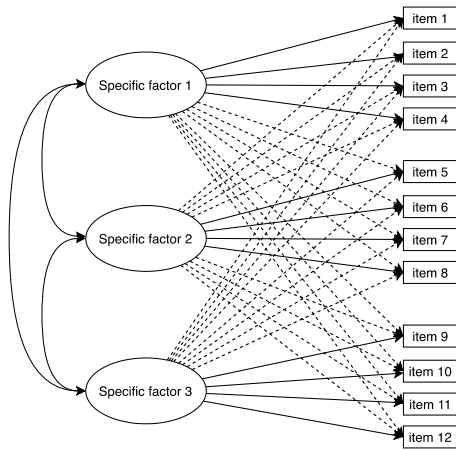 item 1
item 2
item 3
Specific factor 1
item 4
item 5
item 6
Specific factor 2
item 7
item 8
item 9
item 10
Specific factor 3
item 11
item 12